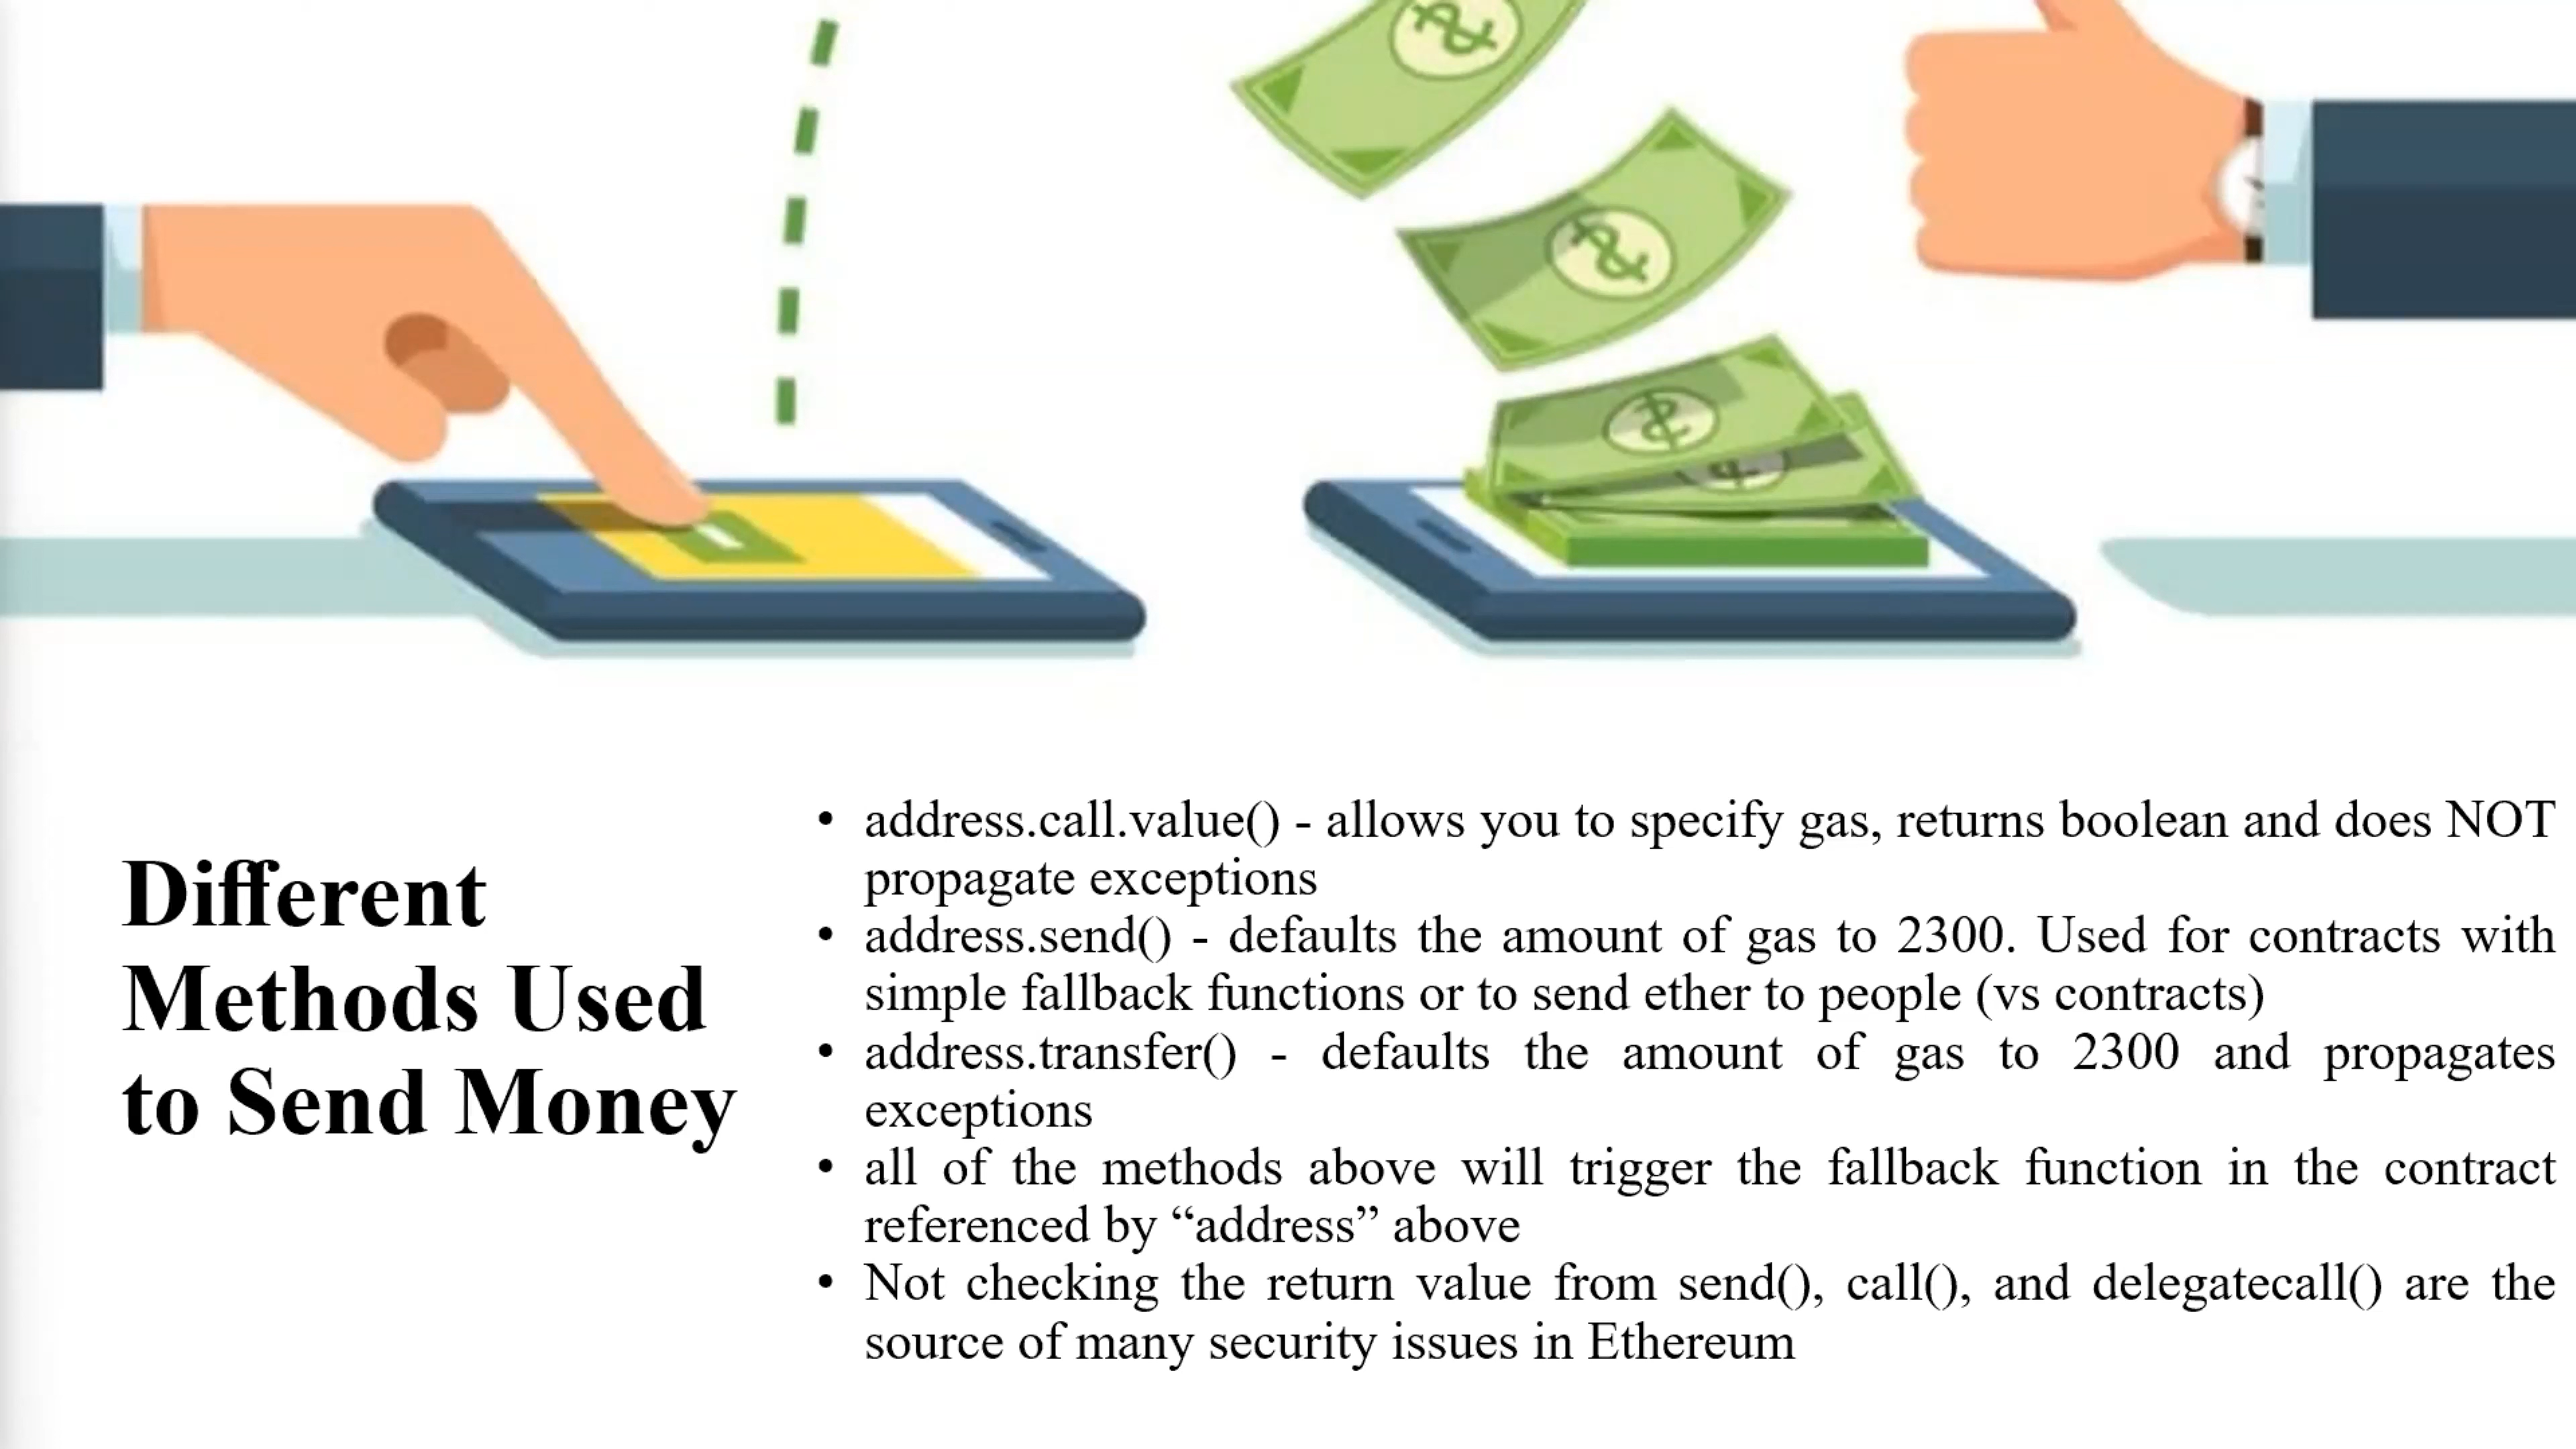 Different
Methods Used
to Send Money
• address.call.value() - allows you to specify gas, returns boolean and does NOT
propagate exceptions
• address.send() - defaults the amount of gas to 2300. Used for contracts with
simple fallback functions or to send ether to people (vs contracts)
• address.transfer() - defaults the amount of gas to 2300 and propagates
exceptions
• all of the methods above will trigger the fallback function in the contract
referenced by “address” above
• Not checking the return value from send(), call(), and delegatecall() are the
source of many security issues in Ethereum